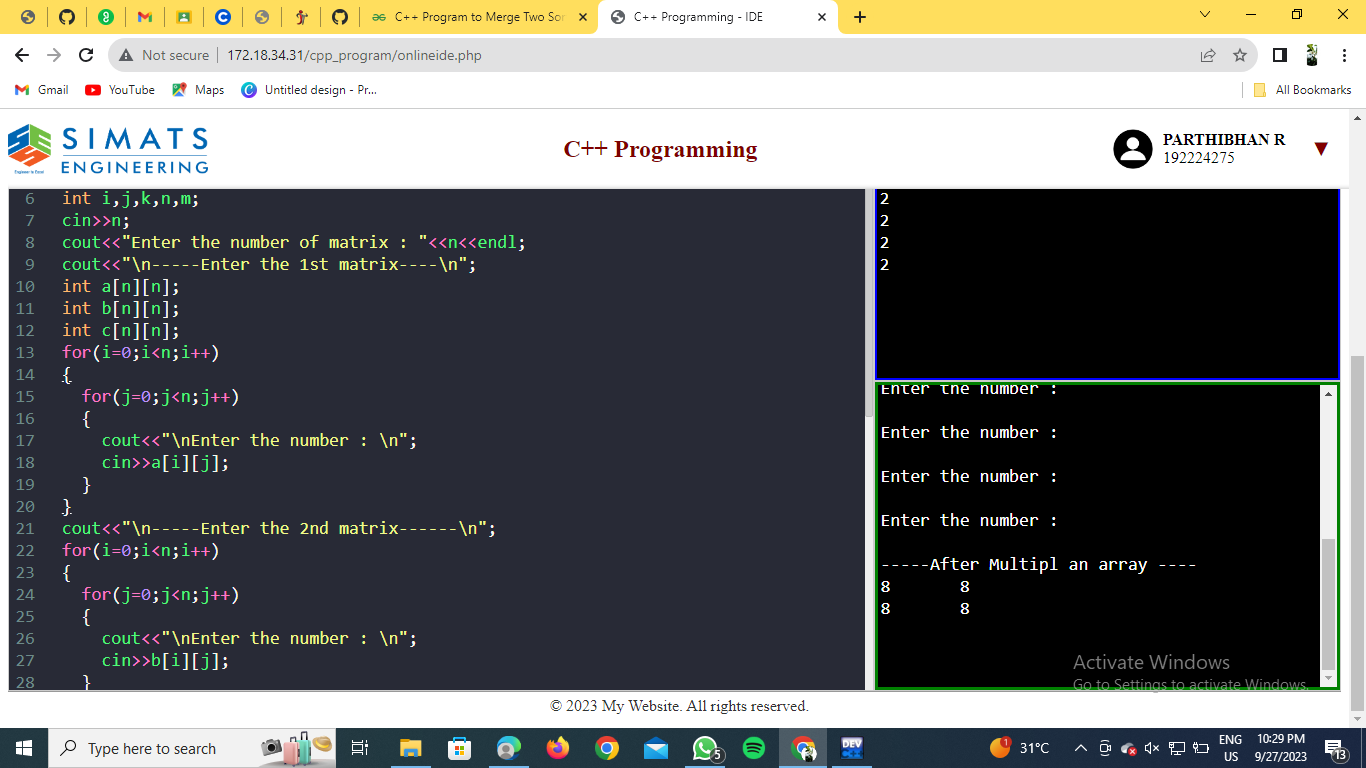 C++ Program to Merge Two Sor
C++ Programming - IDE
Not secure
172.18.34.31/cpp_program/onlineide.php
Gmail
YouTube
Maps
Untitled design - Pr...
All Bookmarks
SIMATS
ENGINEERING
Engineer to Excel
C++ Programming
PARTHIBHAN R
192224275
6 int i,j,k,n,m;
7 cin>>n;
8 cout<<"Enter the number of matrix : "<<n<<endl;
9 cout<<"\n-----Enter the 1st matrix----\n";
10 int a[n][n];
11 int b[n][n];
12 int c[n][n];
13 for(i=0;i<n;i++)
14 {
15 for(j=0;j<n;j++)
16 {
17 cout<<"\nEnter the number : \n";
18 cin>>a[i][j];
19 }
20 }
21 cout<<"\n-----Enter the 2nd matrix------\n";
22 for(i=0;i<n;i++)
23 {
24 for(j=0;j<n;j++)
25 {
26 cout<<"\nEnter the number : \n";
27 cin>>b[i][j];
28 }
2
2
2
2
Enter the number :
Enter the number :
Enter the number :
Enter the number :
-----After Multipl an array ----
8 8
8 8
Activate Windows
Go to Settings to activate Windows.
© 2023 My Website. All rights reserved.
Type here to search
5
DEV
1
31°C
ENG
US
10:29 PM
9/27/2023
13